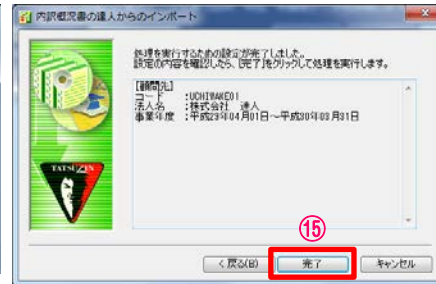 内訳概況書の達人からのインポート
処理を実行するための設定が完了しました。
設定の内容を確認したら、[完了]をクリックして処理を実行します。
【顧問先】
コード :UCHIWAKE01
法人名 :株式会社 達人
事業年度 :平成29年04月01日~平成30年03月31日
TATSUZIN
⑮
< 戻る(B)
完了
キャンセル